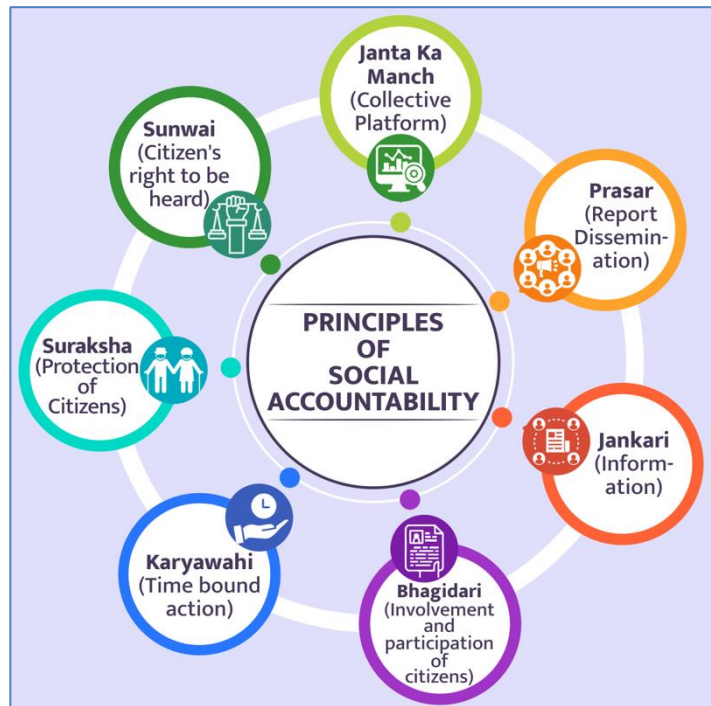 PRINCIPLES
OF
SOCIAL
ACCOUNTABILITY
Janta Ka
Manch
(Collective
Platform)
Prasar
(Report
Dissemin-
ation)
Jankari
(Inform-
ation)
Bhagidari
(Involvement
and
participation
of
citizens)
Karyawahi
(Time bound
action)
Suraksha
(Protection
of
Citizens)
Sunwai
(Citizen's
right to be
heard)